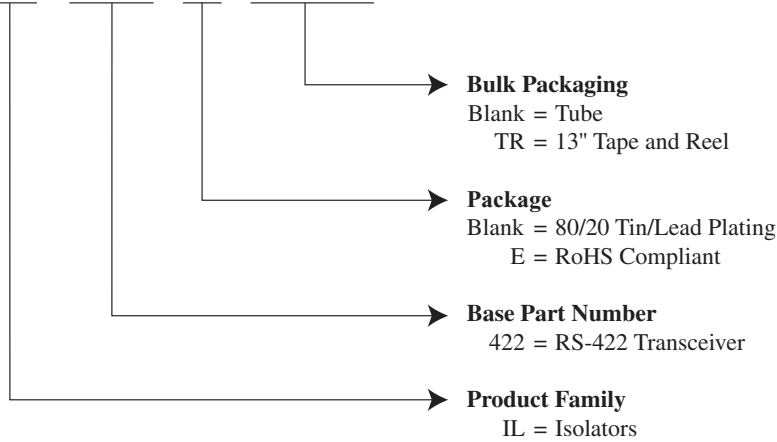 Bulk Packaging
Blank = Tube
TR = 13" Tape and Reel
Package
Blank = 80/20 Tin/Lead Plating
E = RoHS Compliant
Base Part Number
422 = RS-422 Transceiver
Product Family
IL = Isolators